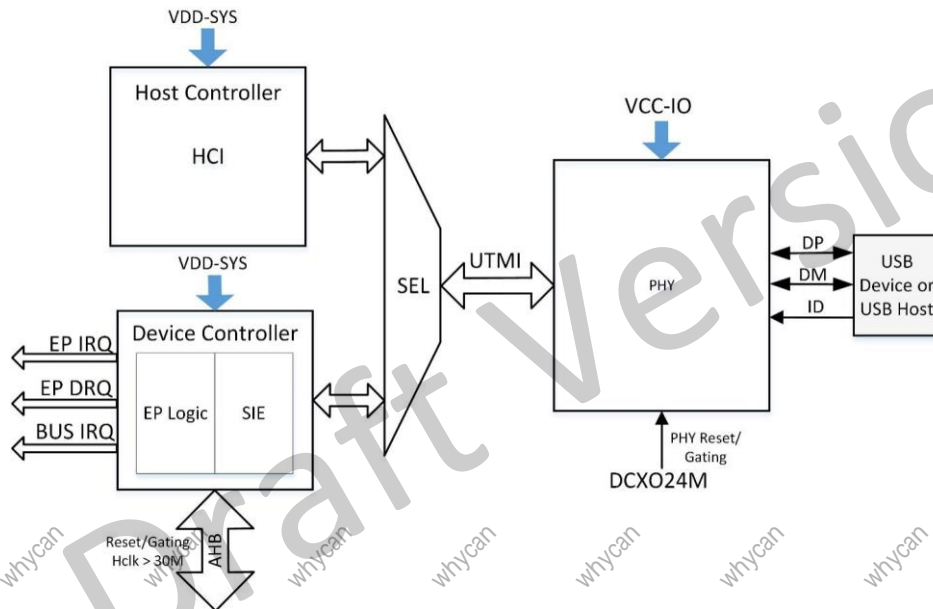 VDD-SYS
Host Controller
HCI
VDD-SYS
Device Controller
EP Logic
SIE
EP IRQ
EP DRQ
BUS IRQ
Reset/Gating
Hclk > 30M
AHB
SEL
UTMI
VCC-IO
PHY
PHY Reset/
Gating
DCXO24M
DP
DM
ID
USB
Device or
USB Host
Draft Versio
whycan
whycan
whycan
whycan
whycan
whycan
whycan